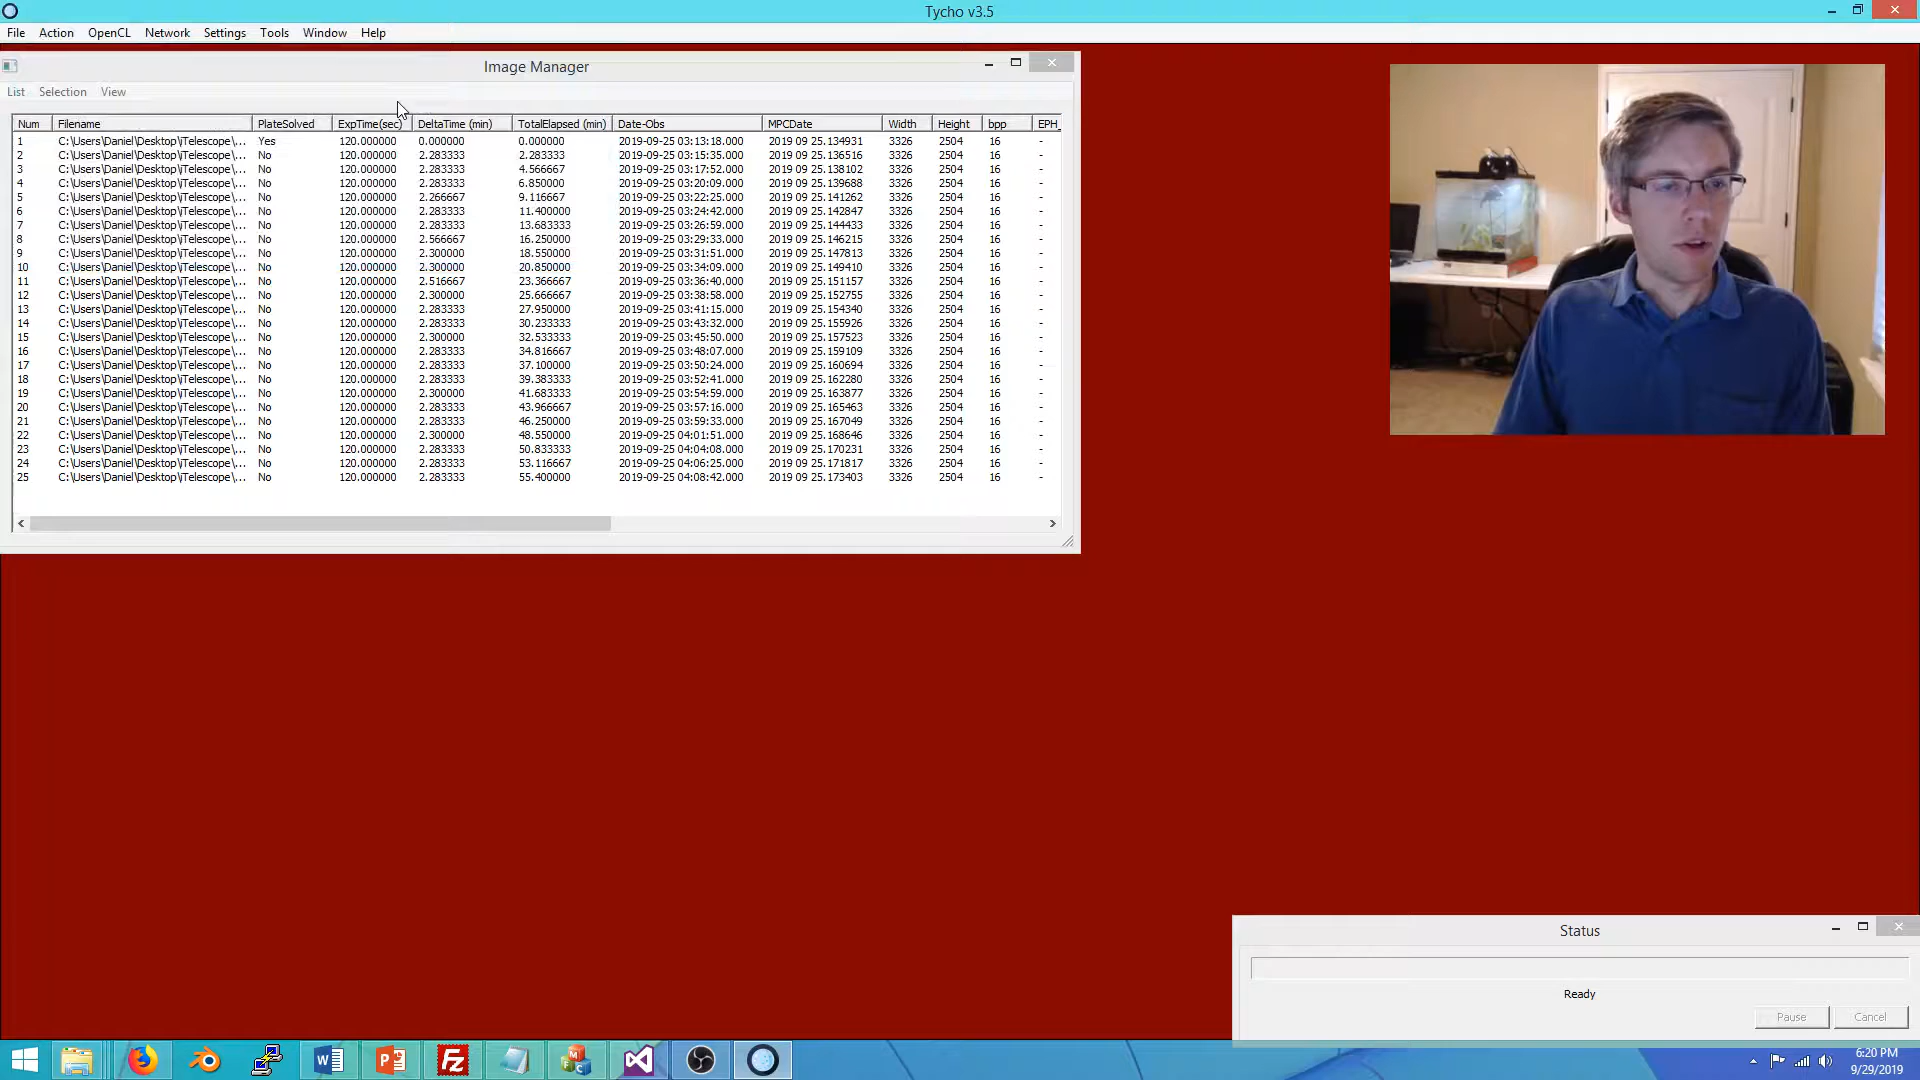 Tycho v3.5
File Action OpenCL Network Settings Tools Window Help
Image Manager
List Selection View
Num Filename PlateSolved ExpTime(sec) DeltaTime (min) TotalElapsed (min) Date-Obs MPCDate Width Height bpp EPH_
1 C:\Users\Daniel\Desktop\iTelescope\... Yes 120.000000 0.000000 0.000000 2019-09-25 03:13:18.000 2019 09 25.134931 3326 2504 16 -
2 C:\Users\Daniel\Desktop\iTelescope\... No 120.000000 2.283333 2.283333 2019-09-25 03:15:35.000 2019 09 25.136516 3326 2504 16 -
3 C:\Users\Daniel\Desktop\iTelescope\... No 120.000000 2.283333 4.566667 2019-09-25 03:17:52.000 2019 09 25.138102 3326 2504 16 -
4 C:\Users\Daniel\Desktop\iTelescope\... No 120.000000 2.283333 6.850000 2019-09-25 03:20:09.000 2019 09 25.139688 3326 2504 16 -
5 C:\Users\Daniel\Desktop\iTelescope\... No 120.000000 2.266667 9.116667 2019-09-25 03:22:25.000 2019 09 25.141262 3326 2504 16 -
6 C:\Users\Daniel\Desktop\iTelescope\... No 120.000000 2.283333 11.400000 2019-09-25 03:24:42.000 2019 09 25.142847 3326 2504 16 -
7 C:\Users\Daniel\Desktop\iTelescope\... No 120.000000 2.283333 13.683333 2019-09-25 03:26:59.000 2019 09 25.144433 3326 2504 16 -
8 C:\Users\Daniel\Desktop\iTelescope\... No 120.000000 2.566667 16.250000 2019-09-25 03:29:33.000 2019 09 25.146215 3326 2504 16 -
9 C:\Users\Daniel\Desktop\iTelescope\... No 120.000000 2.300000 18.550000 2019-09-25 03:31:51.000 2019 09 25.147813 3326 2504 16 -
10 C:\Users\Daniel\Desktop\iTelescope\... No 120.000000 2.300000 20.850000 2019-09-25 03:34:09.000 2019 09 25.149410 3326 2504 16 -
11 C:\Users\Daniel\Desktop\iTelescope\... No 120.000000 2.516667 23.366667 2019-09-25 03:36:40.000 2019 09 25.151157 3326 2504 16 -
12 C:\Users\Daniel\Desktop\iTelescope\... No 120.000000 2.300000 25.666667 2019-09-25 03:38:58.000 2019 09 25.152755 3326 2504 16 -
13 C:\Users\Daniel\Desktop\iTelescope\... No 120.000000 2.283333 27.950000 2019-09-25 03:41:15.000 2019 09 25.154340 3326 2504 16 -
14 C:\Users\Daniel\Desktop\iTelescope\... No 120.000000 2.283333 30.233333 2019-09-25 03:43:32.000 2019 09 25.155926 3326 2504 16 -
15 C:\Users\Daniel\Desktop\iTelescope\... No 120.000000 2.300000 32.533333 2019-09-25 03:45:50.000 2019 09 25.157523 3326 2504 16 -
16 C:\Users\Daniel\Desktop\iTelescope\... No 120.000000 2.283333 34.816667 2019-09-25 03:48:07.000 2019 09 25.159109 3326 2504 16 -
17 C:\Users\Daniel\Desktop\iTelescope\... No 120.000000 2.283333 37.100000 2019-09-25 03:50:24.000 2019 09 25.160694 3326 2504 16 -
18 C:\Users\Daniel\Desktop\iTelescope\... No 120.000000 2.283333 39.383333 2019-09-25 03:52:41.000 2019 09 25.162280 3326 2504 16 -
19 C:\Users\Daniel\Desktop\iTelescope\... No 120.000000 2.300000 41.683333 2019-09-25 03:54:59.000 2019 09 25.163877 3326 2504 16 -
20 C:\Users\Daniel\Desktop\iTelescope\... No 120.000000 2.283333 43.966667 2019-09-25 03:57:16.000 2019 09 25.165463 3326 2504 16 -
21 C:\Users\Daniel\Desktop\iTelescope\... No 120.000000 2.283333 46.250000 2019-09-25 03:59:33.000 2019 09 25.167049 3326 2504 16 -
22 C:\Users\Daniel\Desktop\iTelescope\... No 120.000000 2.300000 48.550000 2019-09-25 04:01:51.000 2019 09 25.168646 3326 2504 16 -
23 C:\Users\Daniel\Desktop\iTelescope\... No 120.000000 2.283333 50.833333 2019-09-25 04:04:08.000 2019 09 25.170231 3326 2504 16 -
24 C:\Users\Daniel\Desktop\iTelescope\... No 120.000000 2.283333 53.116667 2019-09-25 04:06:25.000 2019 09 25.171817 3326 2504 16 -
25 C:\Users\Daniel\Desktop\iTelescope\... No 120.000000 2.283333 55.400000 2019-09-25 04:08:42.000 2019 09 25.173403 3326 2504 16 -
Status
Ready
Pause Cancel
6:20 PM
9/29/2019